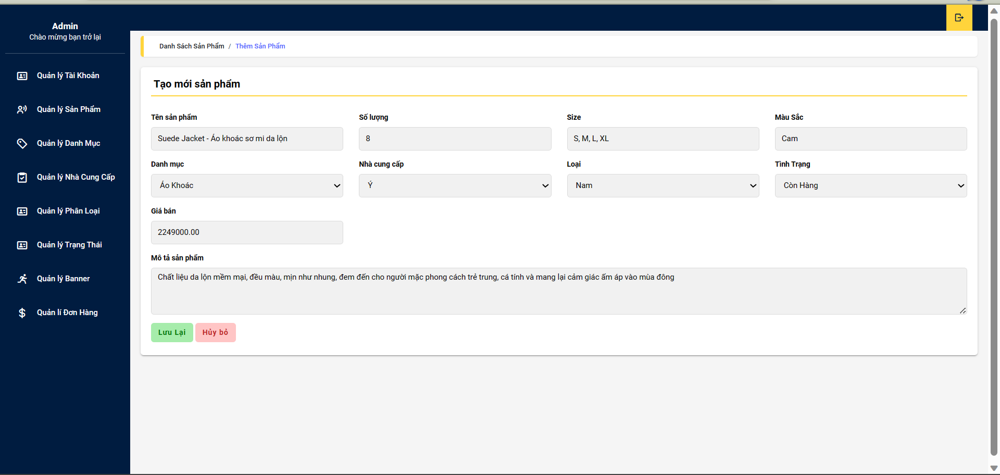 Admin
Chào mừng bạn trở lại
Quản lý Tài Khoản
Quản lý Sản Phẩm
Quản lý Danh Mục
Quản lý Nhà Cung Cấp
Quản lý Phân Loại
Quản lý Trạng Thái
Quản lý Banner
Quản lí Đơn Hàng
Danh Sách Sản Phẩm / Thêm Sản Phẩm
Tạo mới sản phẩm
Tên sản phẩm
Suede Jacket - Áo khoác sơ mi da lộn
Số lượng
8
Size
S, M, L, XL
Màu Sắc
Cam
Danh mục
Áo Khoác
Nhà cung cấp
Ý
Loại
Nam
Tình Trạng
Còn Hàng
Giá bán
2249000.00
Mô tả sản phẩm
Chất liệu da lộn mềm mại, đều màu, mịn như nhung, đem đến cho người mặc phong cách trẻ trung, cá tính và mang lại cảm giác ấm áp vào mùa đông
Lưu Lại
Hủy bỏ